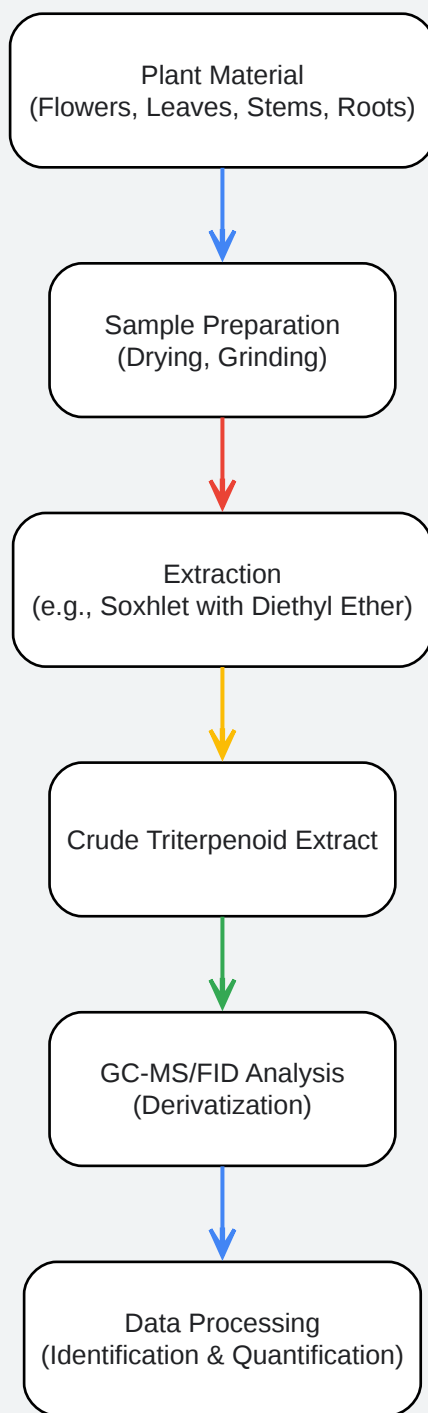 Plant Material
(Flowers, Leaves, Stems, Roots)
Sample Preparation
(Drying, Grinding)
Extraction
(e.g., Soxhlet with Diethyl Ether)
Crude Triterpenoid Extract
GC-MS/FID Analysis
(Derivatization)
Data Processing
(Identification & Quantification)